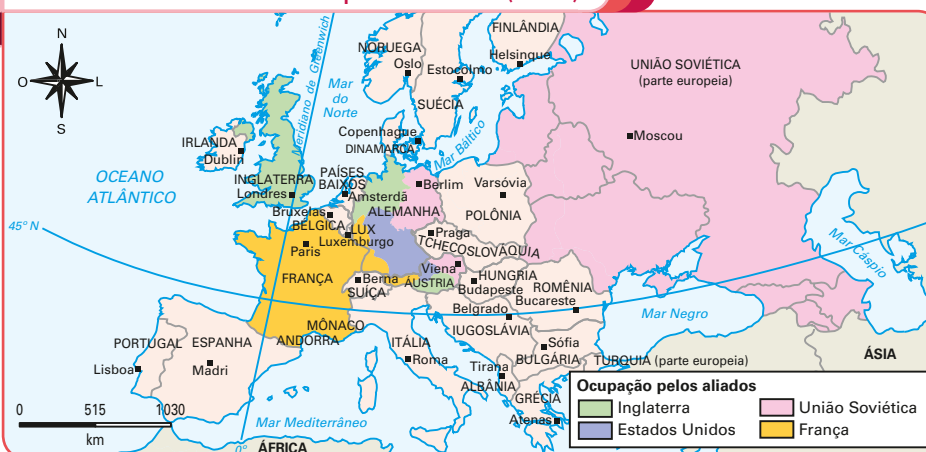 N
O
L
S
Meridiano de Greenwich
NORUEGA
Oslo
FINLÂNDIA
Helsinque
Estocolmo
SUÉCIA
UNIÃO SOVIÉTICA
(parte europeia)
Moscou
Mar
do
Norte
Copenhague
DINAMARCA
Mar Báltico
IRLANDA
Dublin
OCEANO
ATLÂNTICO
INGLATERRA
Londres
PAÍSES
BAIXOS
Amsterdã
Berlim
Varsóvia
POLÔNIA
Bruxelas
BÉLGICA
LUX
Luxemburgo
ALEMANHA
Praga
TCHECOSLOVÁQUIA
45° N
Paris
FRANÇA
Berna
SUÍÇA
Viena
ÁUSTRIA
HUNGRIA
Budapeste
ROMÊNIA
Bucareste
Belgrado
IUGOSLÁVIA
Mar Negro
Mar Cáspio
MÔNACO
ANDORRA
PORTUGAL
ESPANHA
Lisboa
Madri
ITÁLIA
Roma
Sófia
BULGÁRIA
Tirana
ALBÂNIA
GRÉCIA
Atenas
TURQUIA (parte europeia)
ÁSIA
Mar Mediterrâneo
0°
ÁFRICA
0 515 1030
km
Ocupação pelos aliados
Inglaterra
União Soviética
Estados Unidos
França